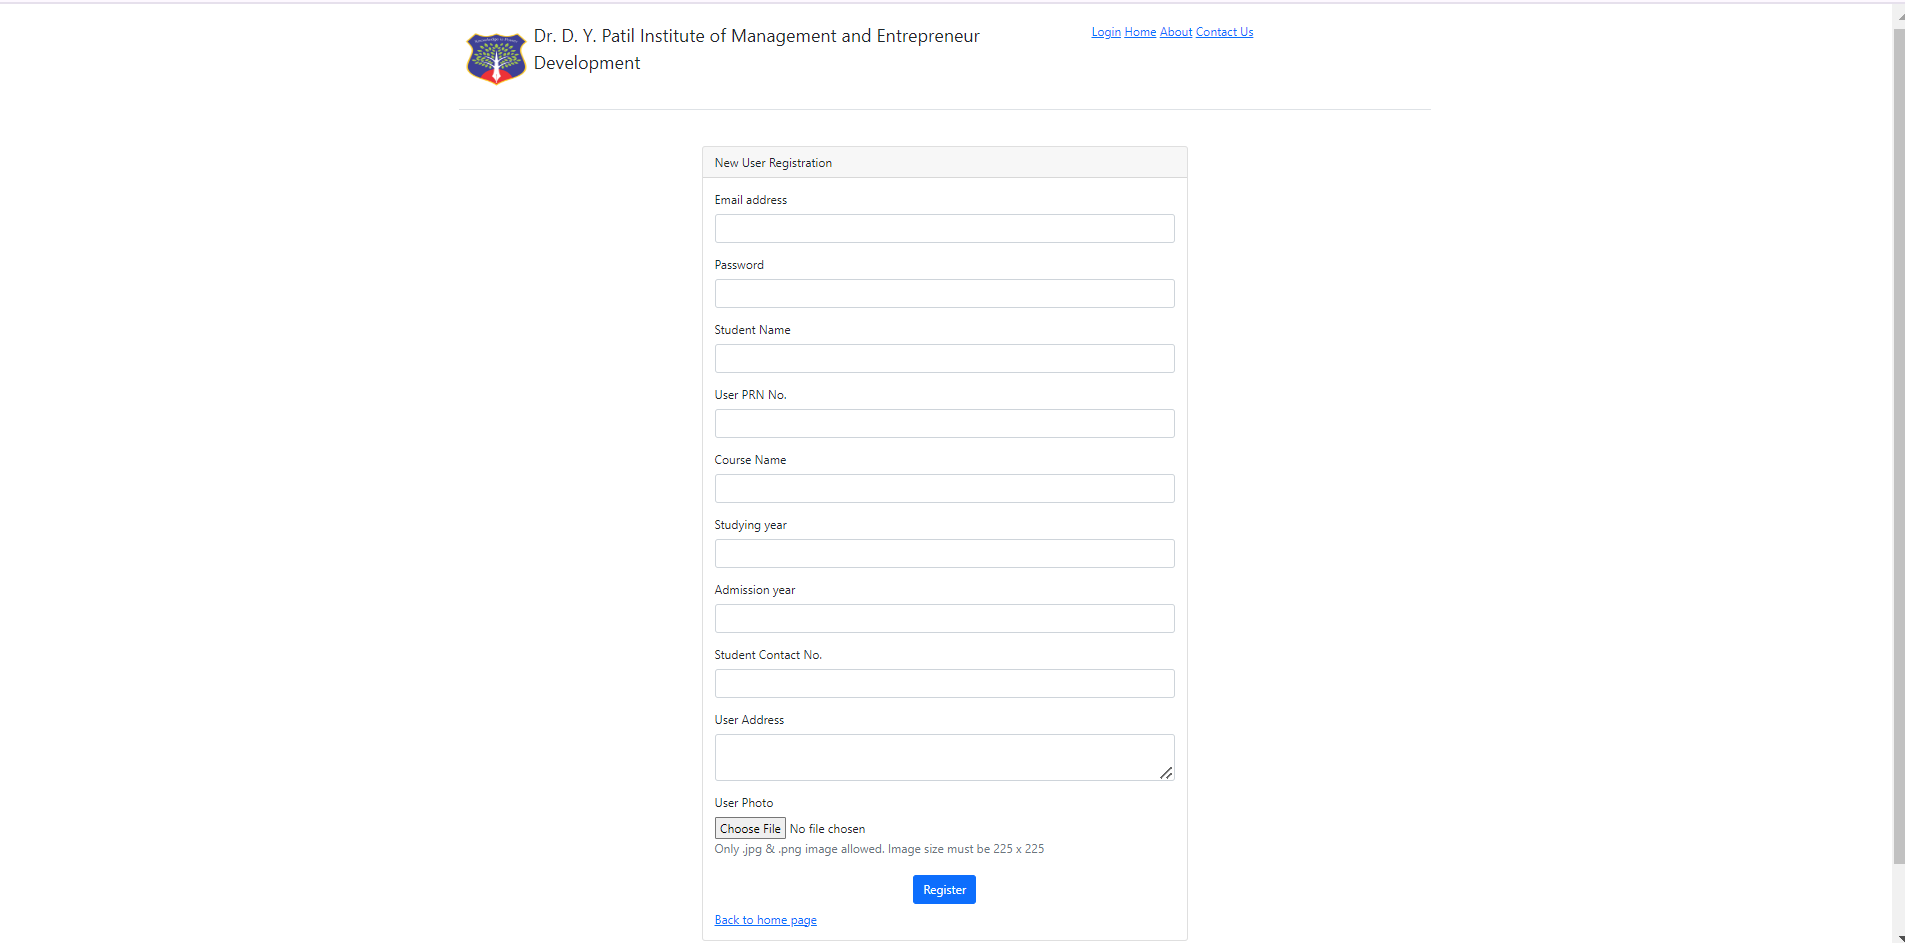 Dr. D. Y. Patil Institute of Management and Entrepreneur
Development
Login Home About Contact Us
New User Registration
Email address
Password
Student Name
User PRN No.
Course Name
Studying year
Admission year
Student Contact No.
User Address
User Photo
Choose File No file chosen
Only .jpg & .png image allowed. Image size must be 225 x 225
Register
Back to home page